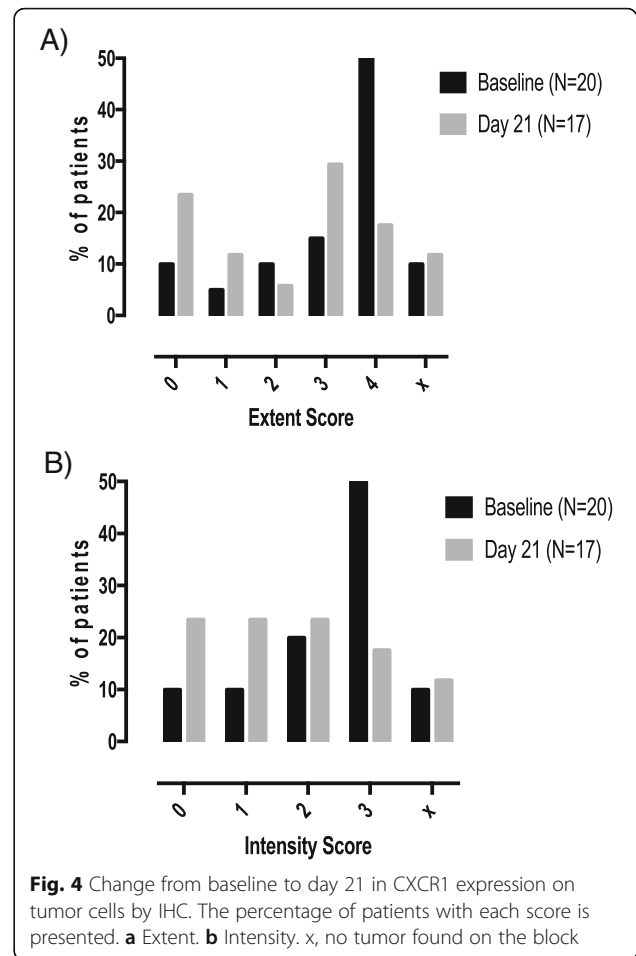 A)
50
40
30
20
10
0
% of patients
Baseline (N=20)
Day 21 (N=17)
0 1 2 3 4 x
Extent Score
B)
50
40
30
20
10
0
% of patients
Baseline (N=20)
Day 21 (N=17)
0 1 2 3 x
Intensity Score
Fig. 4 Change from baseline to day 21 in CXCR1 expression on
tumor cells by IHC. The percentage of patients with each score is
presented. a Extent. b Intensity. x, no tumor found on the block